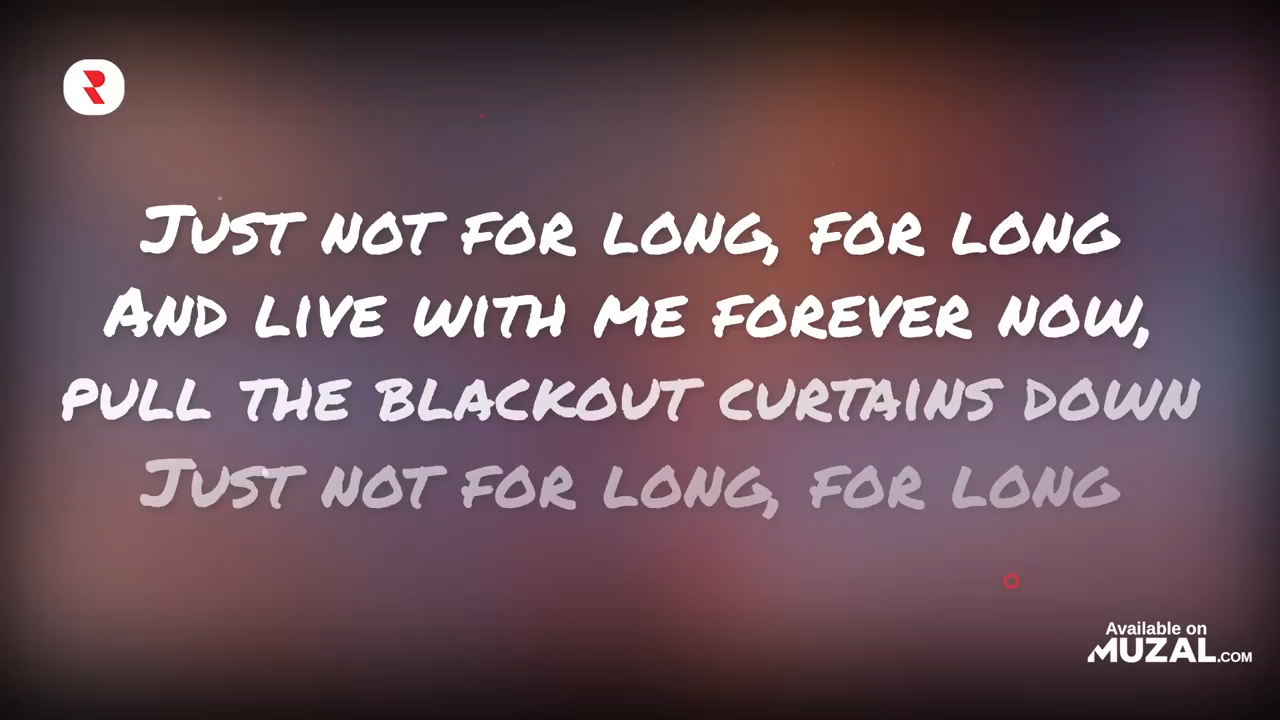 Just not for long, for long
And live with me forever now,
pull the blackout curtains down
Just not for long, for long
Available on
MUZAL.COM